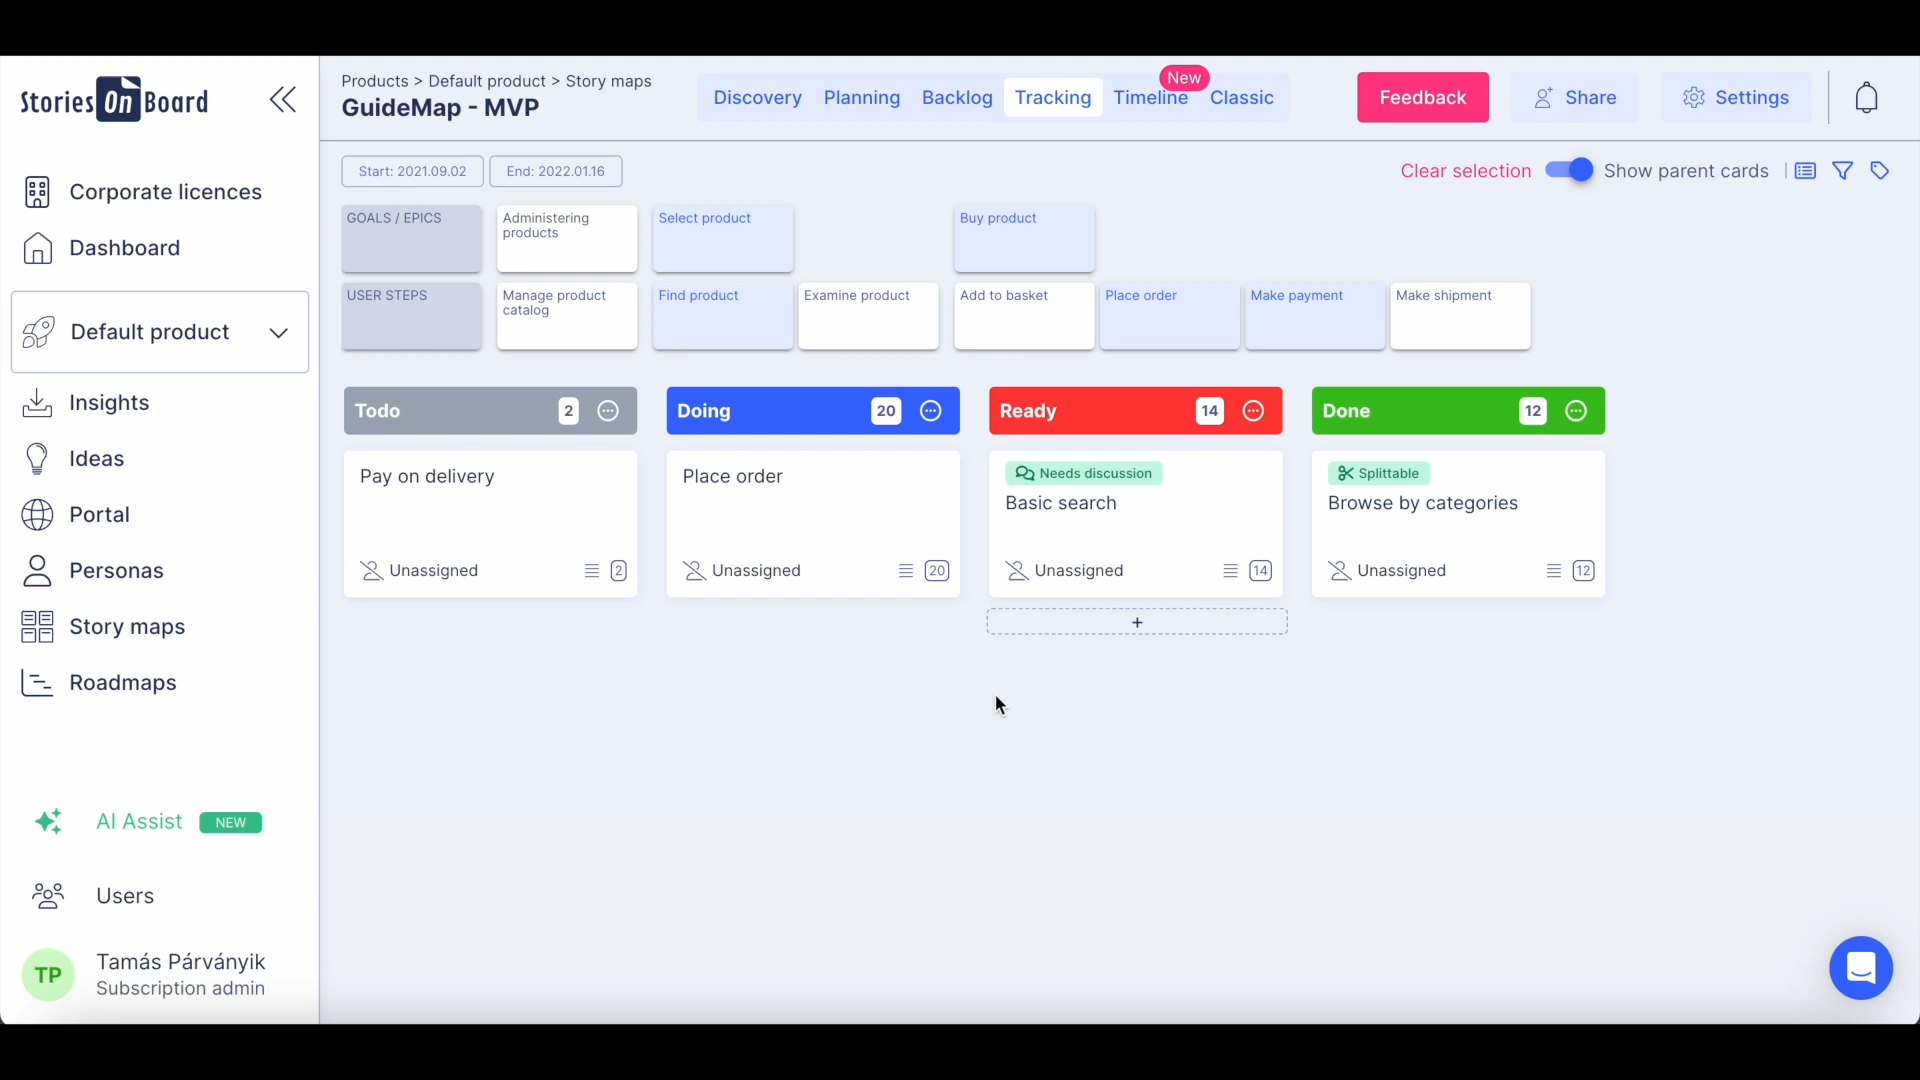 Stories On Board
Products > Default product > Story maps
GuideMap - MVP
Discovery
Planning
Backlog
Tracking
Timeline
New
Classic
Feedback
Share
Settings
Corporate licences
Dashboard
Default product
Insights
Ideas
Portal
Personas
Story maps
Roadmaps
AI Assist NEW
Users
TP
Tamás Párványik
Subscription admin
Start: 2021.09.02
End: 2022.01.16
Clear selection
Show parent cards
GOALS / EPICS
Administering
products
Select product
Buy product
USER STEPS
Manage product
catalog
Find product
Examine product
Add to basket
Place order
Make payment
Make shipment
Todo 2
Pay on delivery
Unassigned 2
Doing 20
Place order
Unassigned 20
Ready 14
Needs discussion
Basic search
Unassigned 14
+
Done 12
Splittable
Browse by categories
Unassigned 12